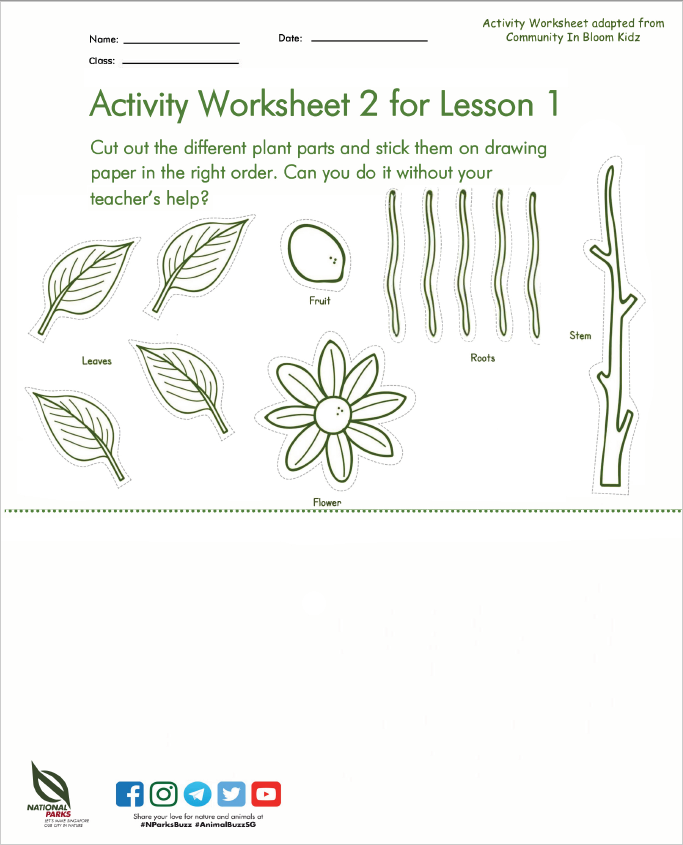 Activity Worksheet adapted from
Community In Bloom Kidz
Name:
Date:
Class:
Activity Worksheet 2 for Lesson 1
Cut out the different plant parts and stick them on drawing
paper in the right order. Can you do it without your
teacher's help?
Fruit
Stem
Leaves
Roots
Flower
NATIONAL
PARKS
LET'S MAKE SINGAPORE
OUR CITY IN NATURE
Share your love for nature and animals at
#NParksBuzz #AnimalBuzzSG